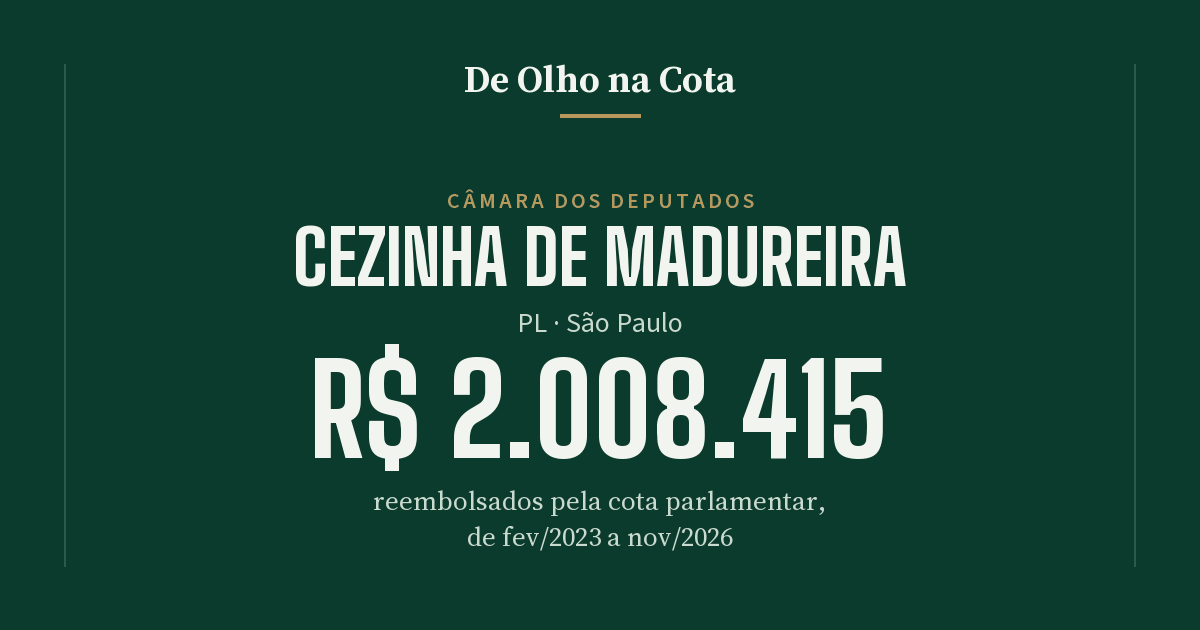 De Olho na Cota
CÂMARA DOS DEPUTADOS
CEZINHA DE MADUREIRA
PL · São Paulo
R$ 2.008.415
reembolsados pela cota parlamentar,
de fev/2023 a nov/2026